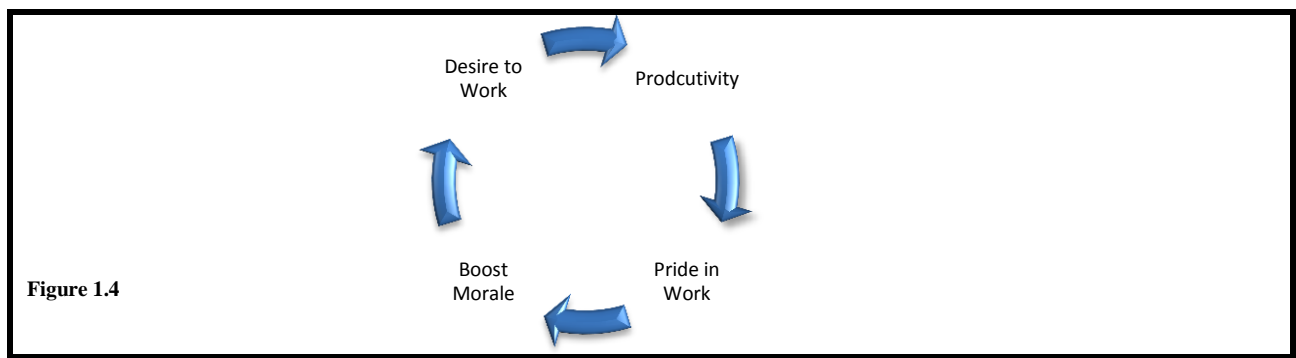 Desire to
Work
Prodcutivity
Pride in
Work
Boost
Morale
Figure 1.4